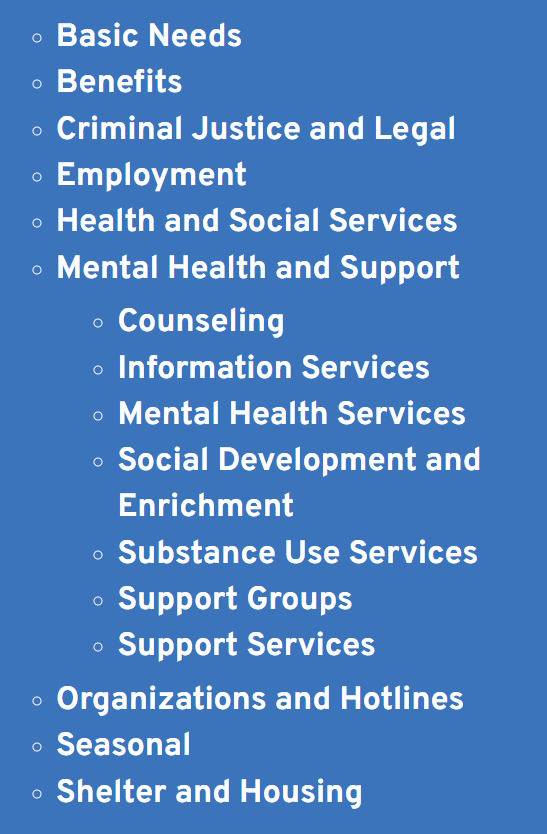 Basic Needs
Benefits
Criminal Justice and Legal
Employment
Health and Social Services
Mental Health and Support
Counseling
Information Services
Mental Health Services
Social Development and
Enrichment
Substance Use Services
Support Groups
Support Services
Organizations and Hotlines
Seasonal
Shelter and Housing